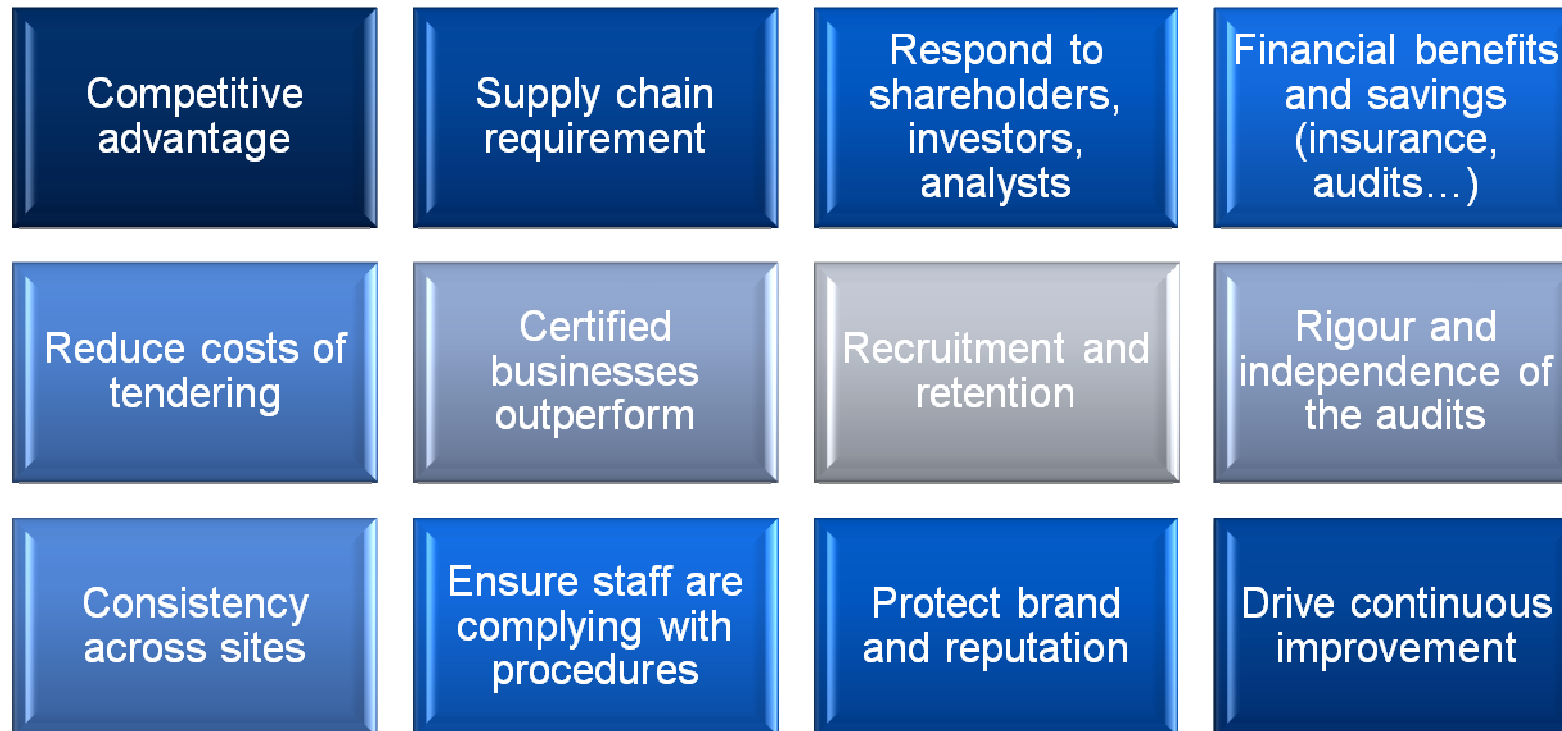 Competitive
advantage
Supply chain
requirement
Respond to
shareholders,
investors,
analysts
Financial benefits
and savings
(insurance,
audits…)
Reduce costs of
tendering
Certified
businesses
outperform
Recruitment and
retention
Rigour and
independence of
the audits
Consistency
across sites
Ensure staff are
complying with
procedures
Protect brand
and reputation
Drive continuous
improvement